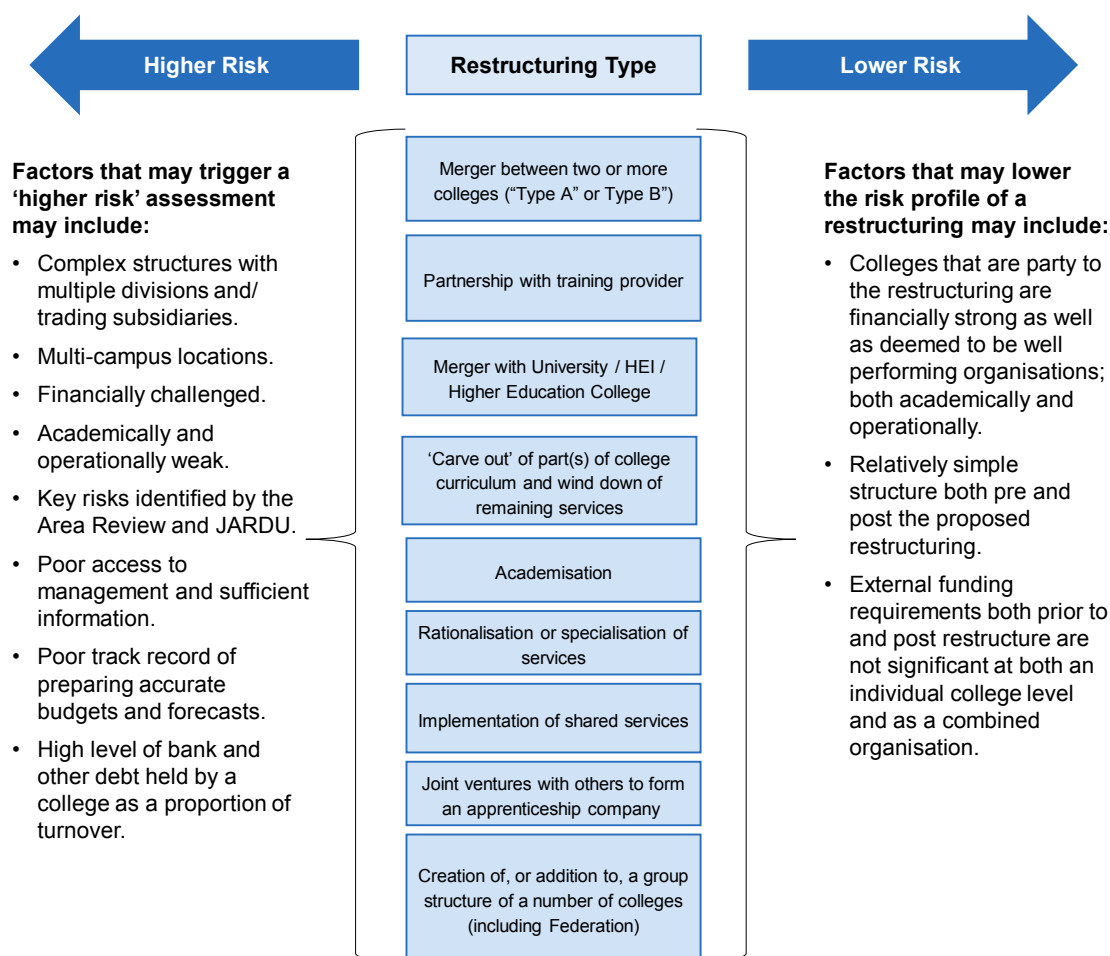 Higher Risk
Restructuring Type
Lower Risk
Factors that may trigger a
‘higher risk’ assessment
may include:
• Complex structures with
multiple divisions and/
trading subsidiaries.
• Multi-campus locations.
• Financially challenged.
• Academically and
operationally weak.
• Key risks identified by the
Area Review and JARDU.
• Poor access to
management and sufficient
information.
• Poor track record of
preparing accurate
budgets and forecasts.
• High level of bank and
other debt held by a
college as a proportion of
turnover.
Merger between two or more
colleges (“Type A” or Type B”)
Partnership with training provider
Merger with University / HEI /
Higher Education College
‘Carve out’ of part(s) of college
curriculum and wind down of
remaining services
Academisation
Rationalisation or specialisation of
services
Implementation of shared services
Joint ventures with others to form
an apprenticeship company
Creation of, or addition to, a group
structure of a number of colleges
(including Federation)
Factors that may lower
the risk profile of a
restructuring may include:
• Colleges that are party to
the restructuring are
financially strong as well
as deemed to be well
performing organisations;
both academically and
operationally.
• Relatively simple
structure both pre and
post the proposed
restructuring.
• External funding
requirements both prior to
and post restructure are
not significant at both an
individual college level
and as a combined
organisation.